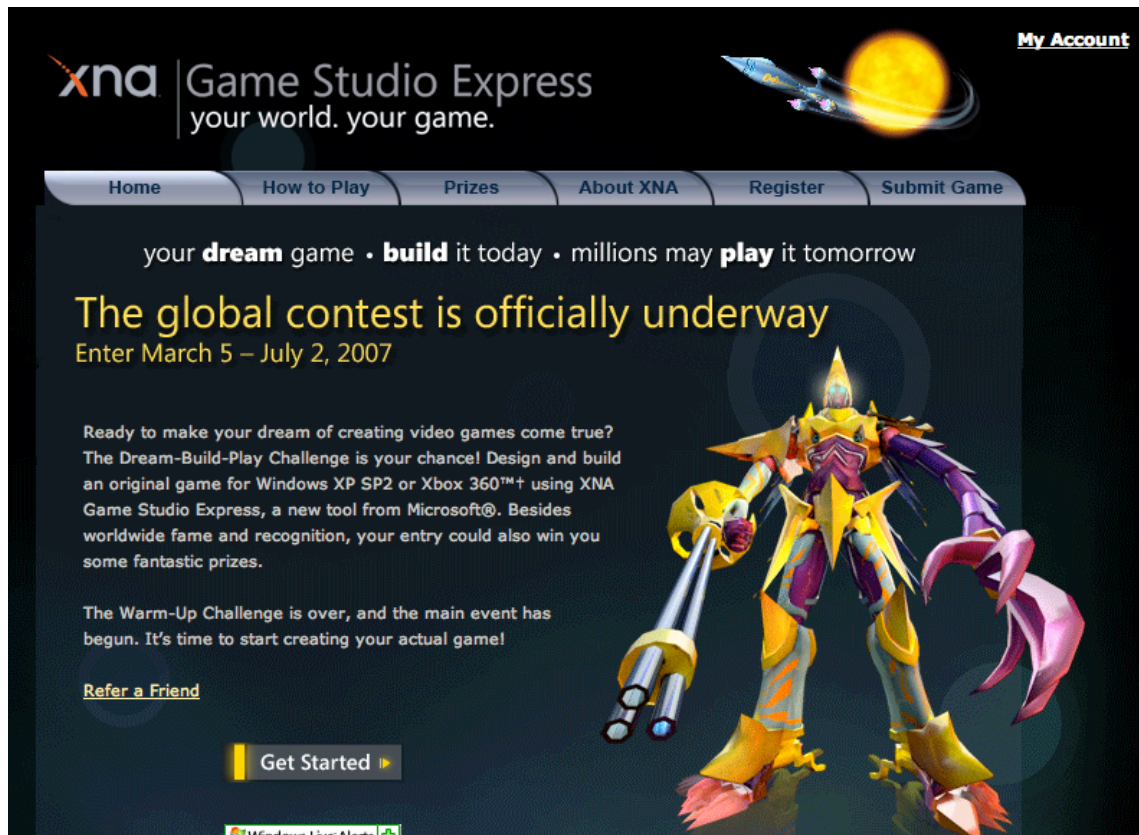 My Account
xna Game Studio Express
your world. your game.
Home How to Play Prizes About XNA Register Submit Game
your dream game • build it today • millions may play it tomorrow
The global contest is officially underway
Enter March 5 – July 2, 2007
Ready to make your dream of creating video games come true?
The Dream-Build-Play Challenge is your chance! Design and build
an original game for Windows XP SP2 or Xbox 360™† using XNA
Game Studio Express, a new tool from Microsoft®. Besides
worldwide fame and recognition, your entry could also win you
some fantastic prizes.
The Warm-Up Challenge is over, and the main event has
begun. It’s time to start creating your actual game!
Refer a Friend
Get Started
Windows Live Alerts